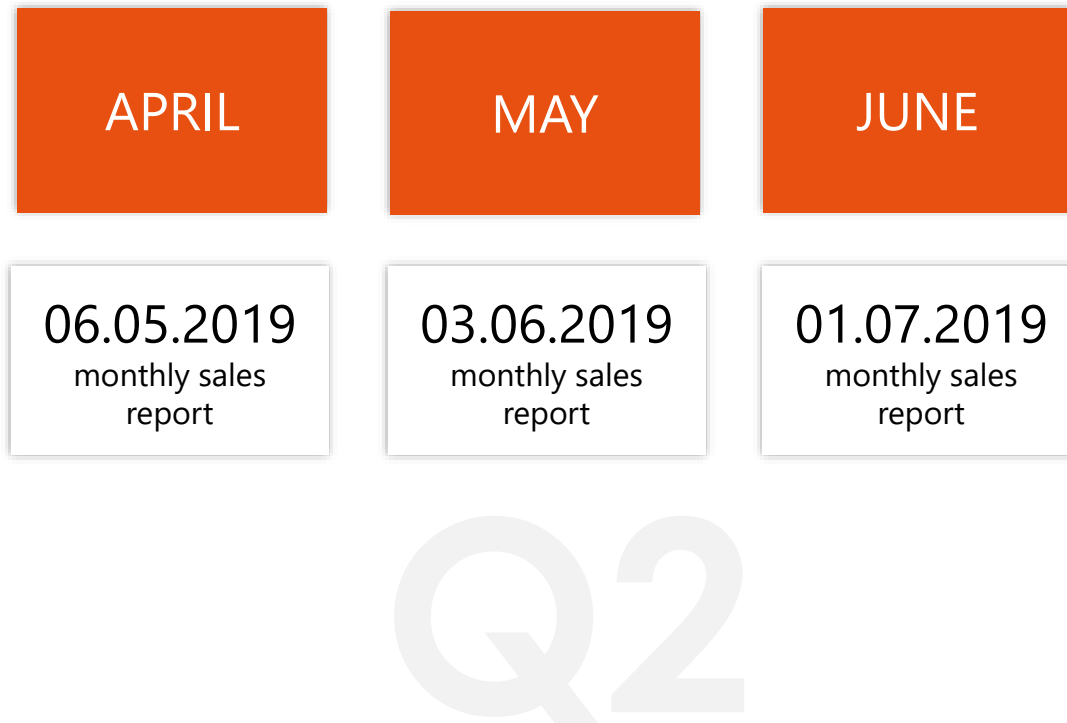 APRIL
MAY
JUNE
06.05.2019
monthly sales
report
03.06.2019
monthly sales
report
01.07.2019
monthly sales
report
Q2